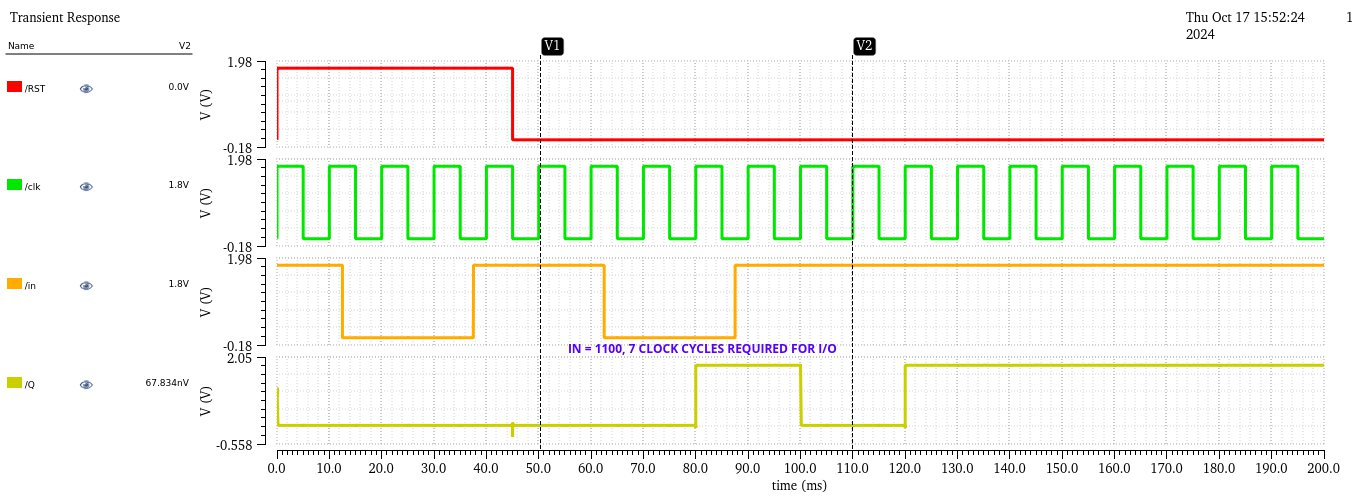 Transient Response
Thu Oct 17 15:52:24 1
2024
Name V2
V1 V2
1.98
/RST 0.0V
V (V)
-0.18
1.98
/clk 1.8V
V (V)
-0.18
1.98
/in 1.8V
V (V)
-0.18
IN = 1100, 7 CLOCK CYCLES REQUIRED FOR I/O
2.05
/Q 67.834nV
V (V)
-0.558
0.0 10.0 20.0 30.0 40.0 50.0 60.0 70.0 80.0 90.0 100.0 110.0 120.0 130.0 140.0 150.0 160.0 170.0 180.0 190.0 200.0
time (ms)